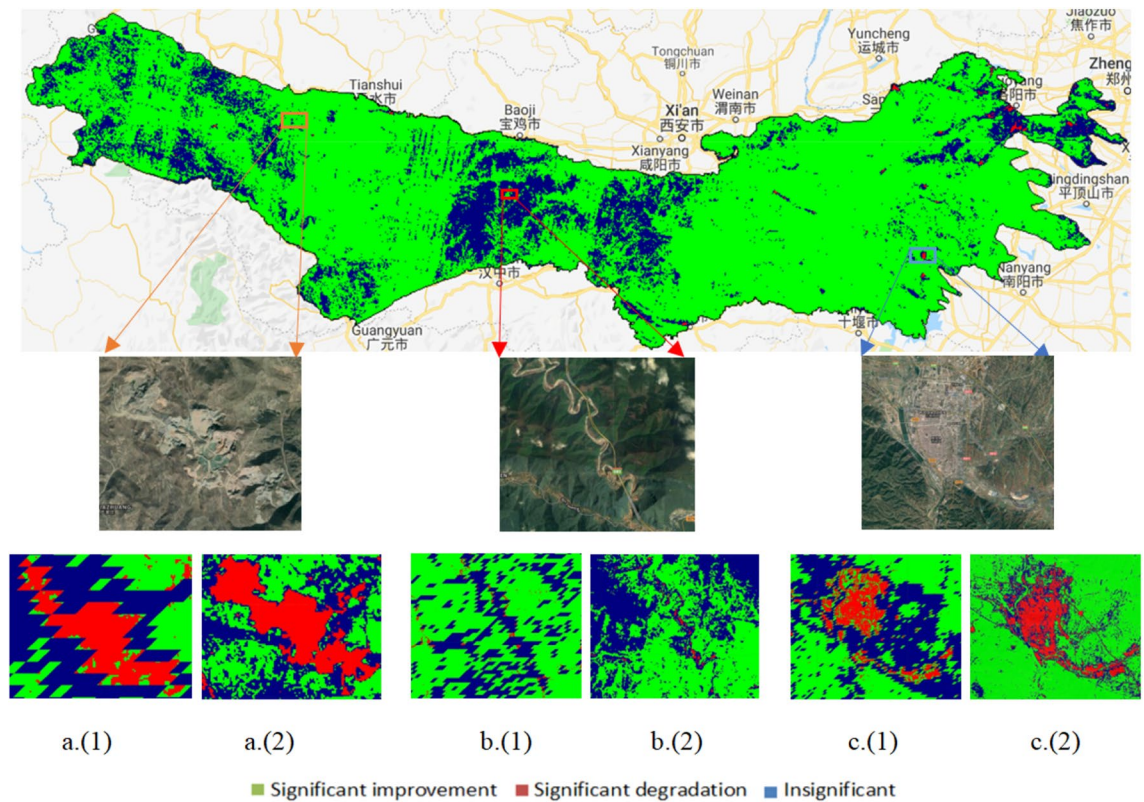 Jiaozuo
焦作市
Yuncheng
运城市
Tongchuan
铜川市
Zheng
郑州
Tianshui
水市
Weinan
渭南市
Baoji
宝鸡市
Xi'an
西安市
Xianyang
咸阳市
平顶山市
汉中市
Nanyang
南阳市
十堰市
Guangyuan
广元市
a.(1) a.(2) b.(1) b.(2) c.(1) c.(2)
Significant improvement Significant degradation Insignificant